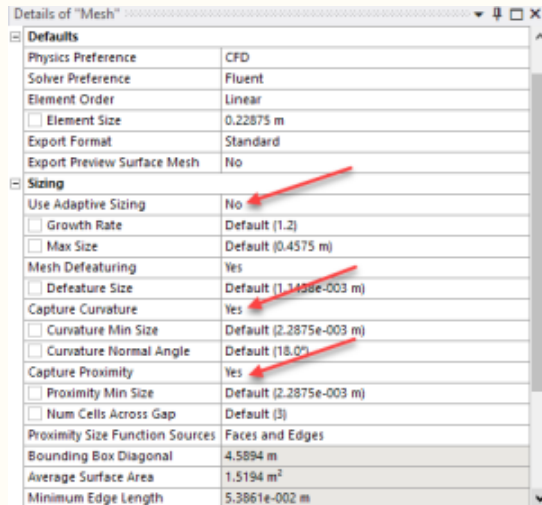 Details of "Mesh"
Defaults
Physics Preference CFD
Solver Preference Fluent
Element Order Linear
Element Size 0.22875 m
Export Format Standard
Export Preview Surface Mesh No
Sizing
Use Adaptive Sizing No
Growth Rate Default (1.2)
Max Size Default (0.4575 m)
Mesh Defeaturing Yes
Defeature Size Default (1.1438e-003 m)
Capture Curvature Yes
Curvature Min Size Default (2.2875e-003 m)
Curvature Normal Angle Default (18.0°)
Capture Proximity Yes
Proximity Min Size Default (2.2875e-003 m)
Num Cells Across Gap Default (3)
Proximity Size Function Sources Faces and Edges
Bounding Box Diagonal 4.5894 m
Average Surface Area 1.5194 m²
Minimum Edge Length 5.3861e-002 m